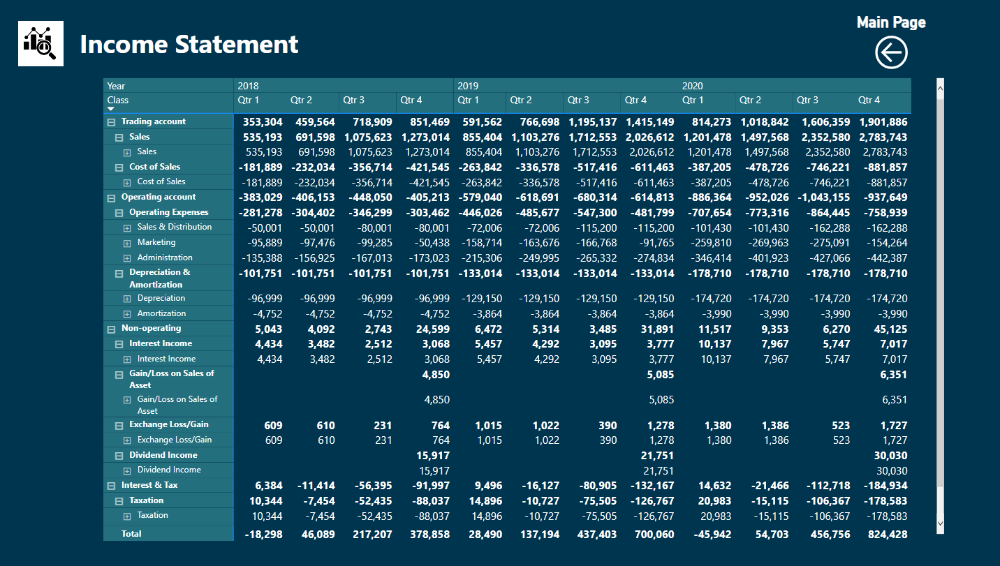 Main Page
Income Statement
Year 2018 2019 2020
Class Qtr 1 Qtr 2 Qtr 3 Qtr 4 Qtr 1 Qtr 2 Qtr 3 Qtr 4 Qtr 1 Qtr 2 Qtr 3 Qtr 4
Trading account 353,304 459,564 718,909 851,469 591,562 766,698 1,195,137 1,415,149 814,273 1,018,842 1,606,359 1,901,886
Sales 535,193 691,598 1,075,623 1,273,014 855,404 1,103,276 1,712,553 2,026,612 1,201,478 1,497,568 2,352,580 2,783,743
Sales 535,193 691,598 1,075,623 1,273,014 855,404 1,103,276 1,712,553 2,026,612 1,201,478 1,497,568 2,352,580 2,783,743
Cost of Sales -181,889 -232,034 -356,714 -421,545 -263,842 -336,578 -517,416 -611,463 -387,205 -478,726 -746,221 -881,857
Cost of Sales -181,889 -232,034 -356,714 -421,545 -263,842 -336,578 -517,416 -611,463 -387,205 -478,726 -746,221 -881,857
Operating account -383,029 -406,153 -448,050 -405,213 -579,040 -618,691 -680,314 -614,813 -886,364 -952,026 -1,043,155 -937,649
Operating Expenses -281,278 -304,402 -346,299 -303,462 -446,026 -485,677 -547,300 -481,799 -707,654 -773,316 -864,445 -758,939
Sales & Distribution -50,001 -50,001 -80,001 -80,001 -72,006 -72,006 -115,200 -115,200 -101,430 -101,430 -162,288 -162,288
Marketing -95,889 -97,476 -99,285 -50,438 -158,714 -163,676 -166,768 -91,765 -259,810 -269,963 -275,091 -154,264
Administration -135,388 -156,925 -167,013 -173,023 -215,306 -249,995 -265,332 -274,834 -346,414 -401,923 -427,066 -442,387
Depreciation & -101,751 -101,751 -101,751 -101,751 -133,014 -133,014 -133,014 -133,014 -178,710 -178,710 -178,710 -178,710
Amortization
Depreciation -96,999 -96,999 -96,999 -96,999 -129,150 -129,150 -129,150 -129,150 -174,720 -174,720 -174,720 -174,720
Amortization -4,752 -4,752 -4,752 -4,752 -3,864 -3,864 -3,864 -3,864 -3,990 -3,990 -3,990 -3,990
Non-operating 5,043 4,092 2,743 24,599 6,472 5,314 3,485 31,891 11,517 9,353 6,270 45,125
Interest Income 4,434 3,482 2,512 3,068 5,457 4,292 3,095 3,777 10,137 7,967 5,747 7,017
Interest Income 4,434 3,482 2,512 3,068 5,457 4,292 3,095 3,777 10,137 7,967 5,747 7,017
Gain/Loss on Sales of 4,850 5,085 6,351
Asset
Gain/Loss on Sales of 4,850 5,085 6,351
Asset
Exchange Loss/Gain 609 610 231 764 1,015 1,022 390 1,278 1,380 1,386 523 1,727
Exchange Loss/Gain 609 610 231 764 1,015 1,022 390 1,278 1,380 1,386 523 1,727
Dividend Income 15,917 21,751 30,030
Dividend Income 15,917 21,751 30,030
Interest & Tax 6,384 -11,414 -56,395 -91,997 9,496 -16,127 -80,905 -132,167 14,632 -21,466 -112,718 -184,934
Taxation 10,344 -7,454 -52,435 -88,037 14,896 -10,727 -75,505 -126,767 20,983 -15,115 -106,367 -178,583
Taxation 10,344 -7,454 -52,435 -88,037 14,896 -10,727 -75,505 -126,767 20,983 -15,115 -106,367 -178,583
Total -18,298 46,089 217,207 378,858 28,490 137,194 437,403 700,060 -45,942 54,703 456,756 824,428